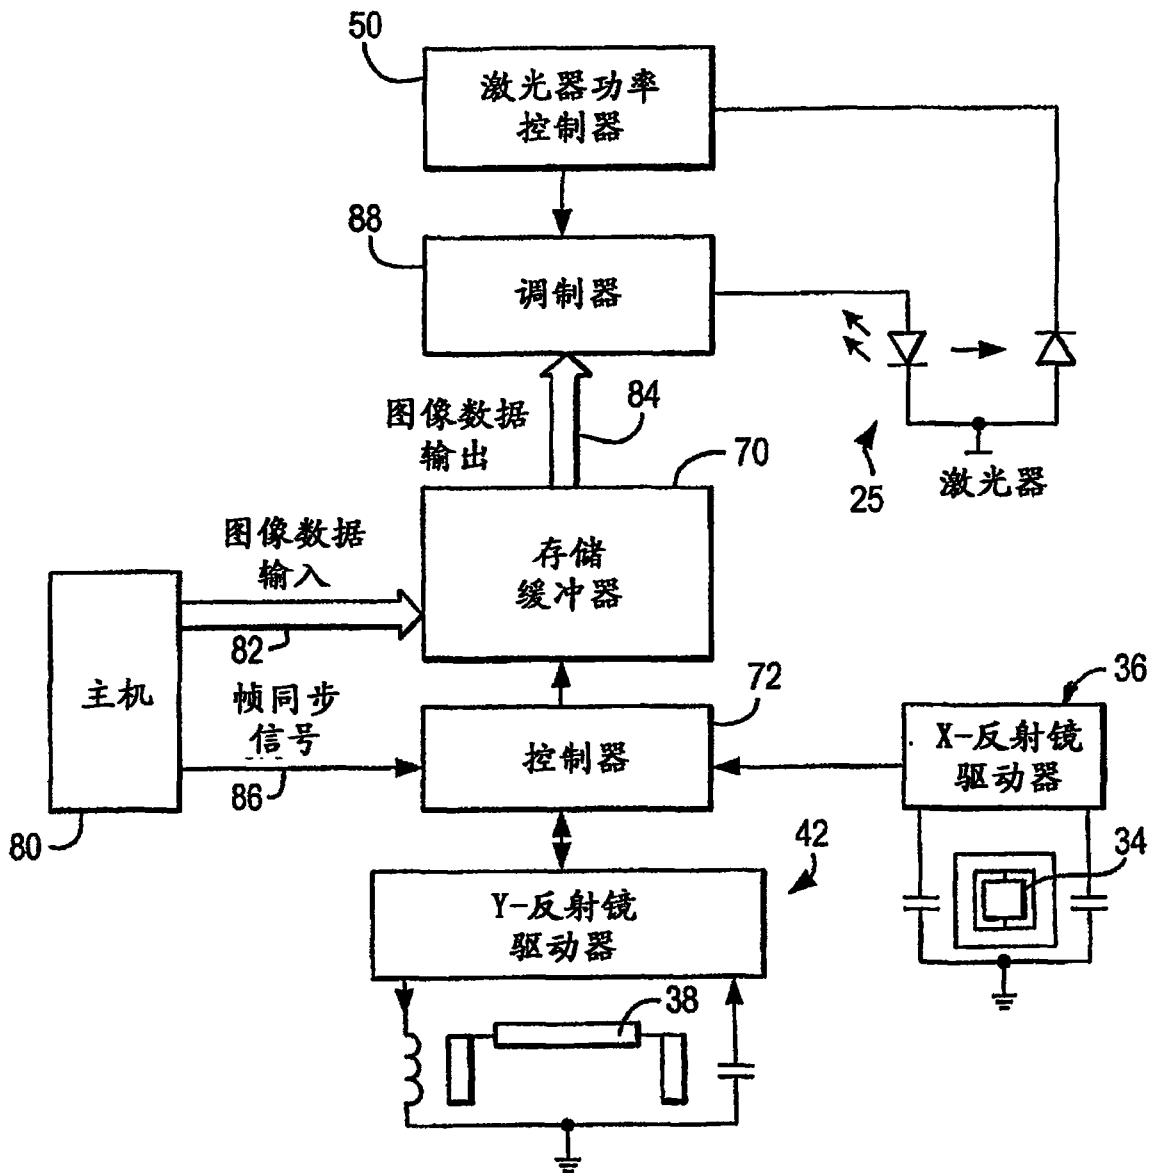 50
激光器功率
控制器
88
调制器
图像数据
输出
84
70
25
激光器
图像数据
输入
82
存储
缓冲器
主机
80
帧同步
信号
86
72
控制器
36
X-反射镜
驱动器
34
42
Y-反射镜
驱动器
38